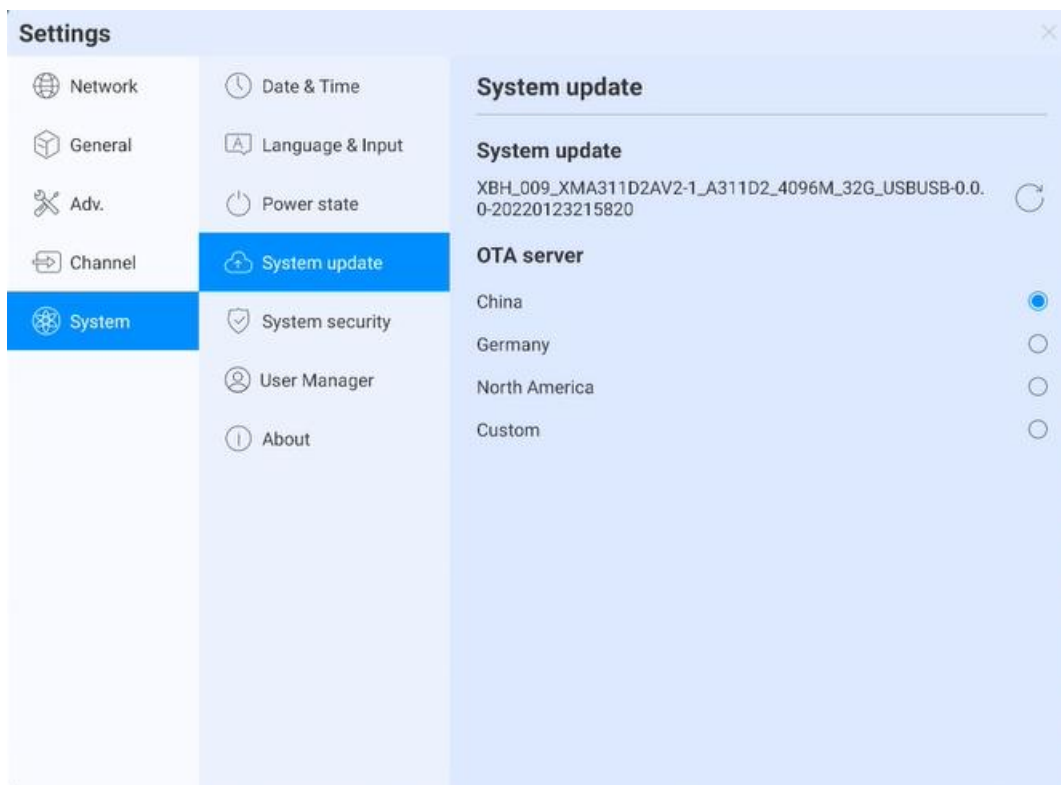 Settings
Network
General
Adv.
Channel
System
Date & Time
Language & Input
Power state
System update
System security
User Manager
About
System update
System update
XBH_009_XMA311D2AV2-1_A311D2_4096M_32G_USBUSB-0.0.
0-20220123215820
OTA server
China
Germany
North America
Custom